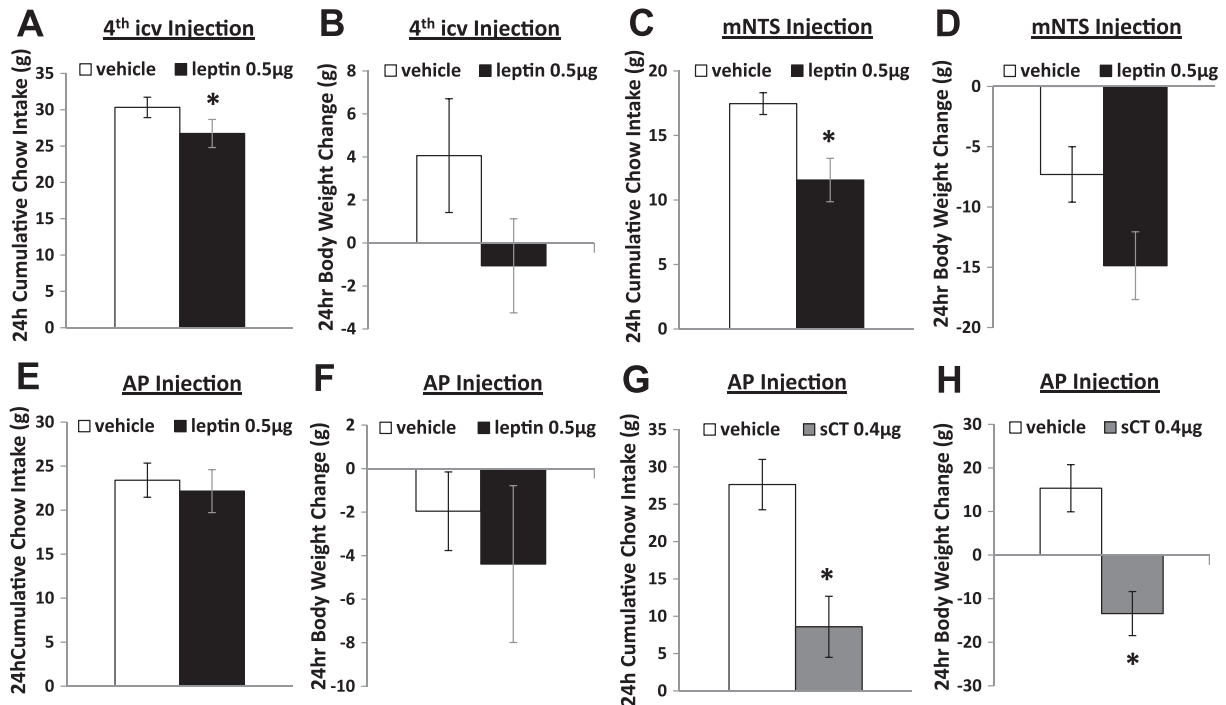 A
4th icv Injection
24h Cumulative Chow Intake (g)
vehicle leptin 0.5µg
35
30
25
20
15
10
5
0
*
B
4th icv Injection
24hr Body Weight Change (g)
vehicle leptin 0.5µg
8
6
4
2
0
-2
-4
C
mNTS Injection
24h Cumulative Chow Intake (g)
vehicle leptin 0.5µg
20
15
10
5
0
*
D
mNTS Injection
24hr Body Weight Change (g)
vehicle leptin 0.5µg
0
-5
-10
-15
-20
E
AP Injection
24hCumulative Chow Intake (g)
vehicle leptin 0.5µg
30
25
20
15
10
5
0
F
AP Injection
24hr Body Weight Change (g)
vehicle leptin 0.5µg
2
0
-2
-4
-6
-8
-10
G
AP Injection
24h Cumulative Chow Intake (g)
vehicle sCT 0.4µg
35
30
25
20
15
10
5
0
*
H
AP Injection
24hr Body Weight Change (g)
vehicle sCT 0.4µg
30
20
10
0
-10
-20
-30
*